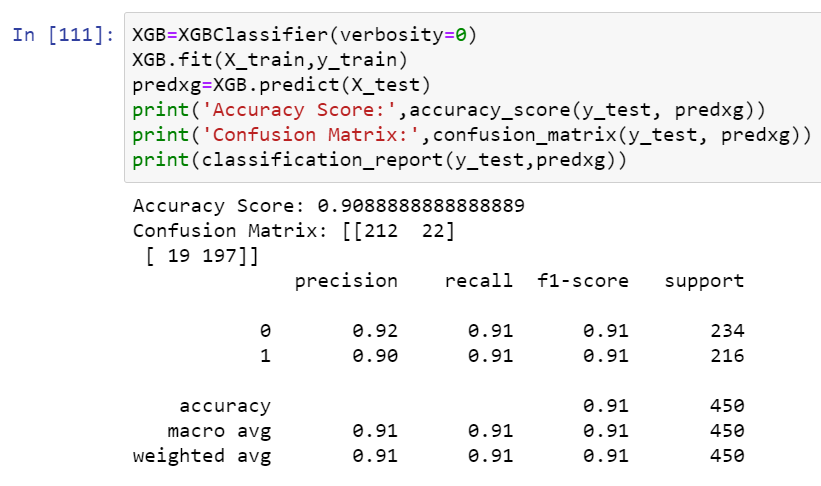 In [111]: XGB=XGBClassifier(verbosity=0)
XGB.fit(X_train,y_train)
predxg=XGB.predict(X_test)
print('Accuracy Score:',accuracy_score(y_test, predxg))
print('Confusion Matrix:',confusion_matrix(y_test, predxg))
print(classification_report(y_test,predxg))
Accuracy Score: 0.9088888888888889
Confusion Matrix: [[212  22]
 [ 19 197]]
              precision    recall  f1-score   support
           0       0.92      0.91      0.91       234
           1       0.90      0.91      0.91       216
    accuracy                           0.91       450
   macro avg       0.91      0.91      0.91       450
weighted avg       0.91      0.91      0.91       450